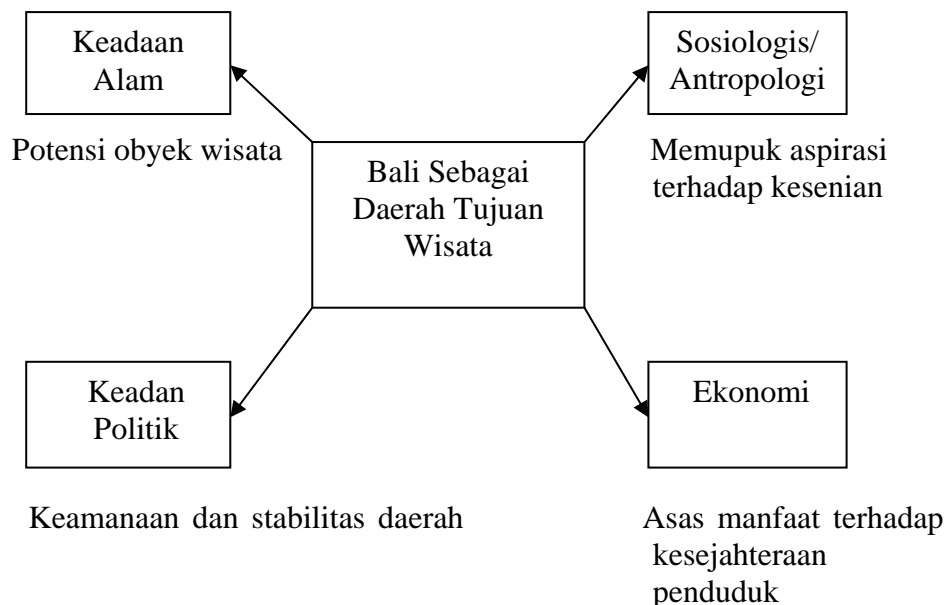 Keadaan
Alam
Potensi obyek wisata
Sosiologis/
Antropologi
Memupuk aspirasi
terhadap kesenian
Bali Sebagai
Daerah Tujuan
Wisata
Keadan
Politik
Keamanaan dan stabilitas daerah
Ekonomi
Asas manfaat terhadap
kesejahteraan
penduduk